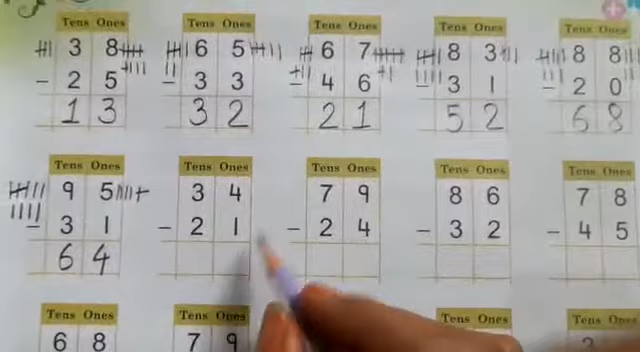 Tens Ones Tens Ones Tens Ones Tens Ones Tens Ones
3 8 6 5 6 7 8 3 8 8
- 2 5 - 3 3 - 4 6 - 3 1 - 2 0
1 3 3 2 2 1 5 2 6 8
Tens Ones Tens Ones Tens Ones Tens Ones Tens Ones
9 5 3 4 7 9 8 6 7 8
- 3 1 - 2 1 - 2 4 - 3 2 - 4 5
6 4
Tens Ones Tens Ones Tens Ones Tens Ones
6 8 7 9